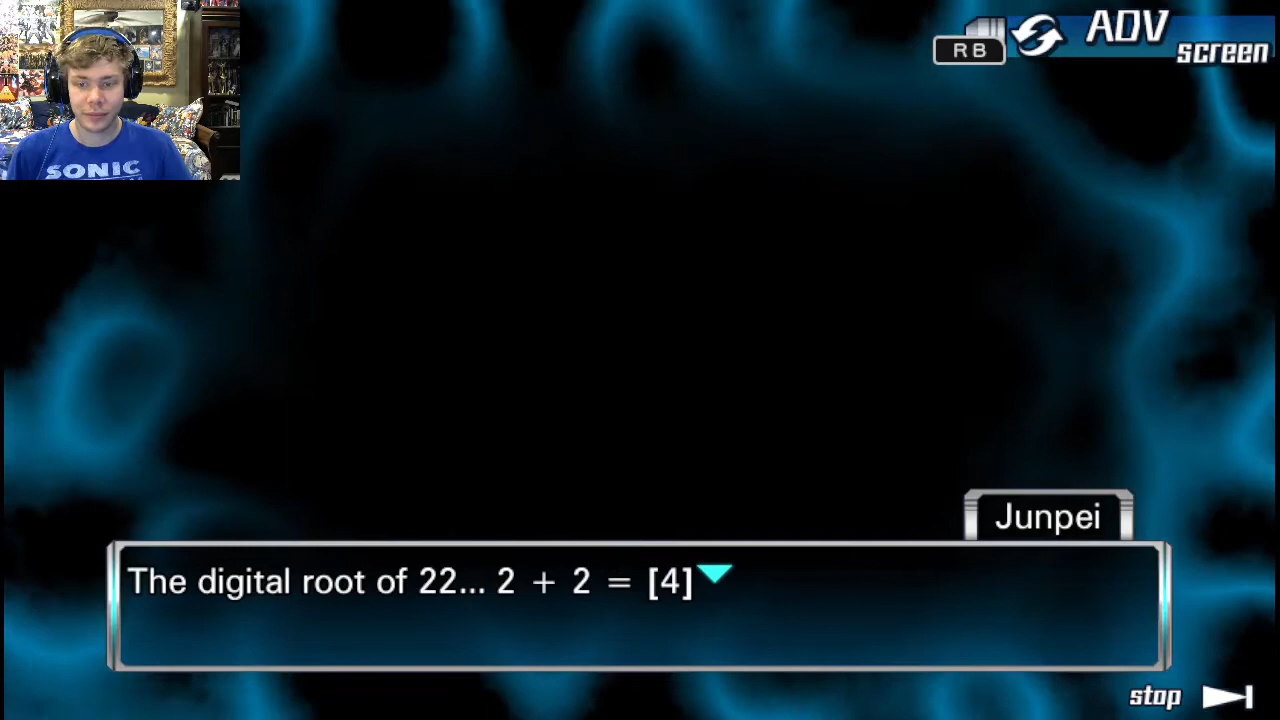 SONIC
RB
ADV
screen
Junpei
The digital root of 22... 2 + 2 = [4]
stop